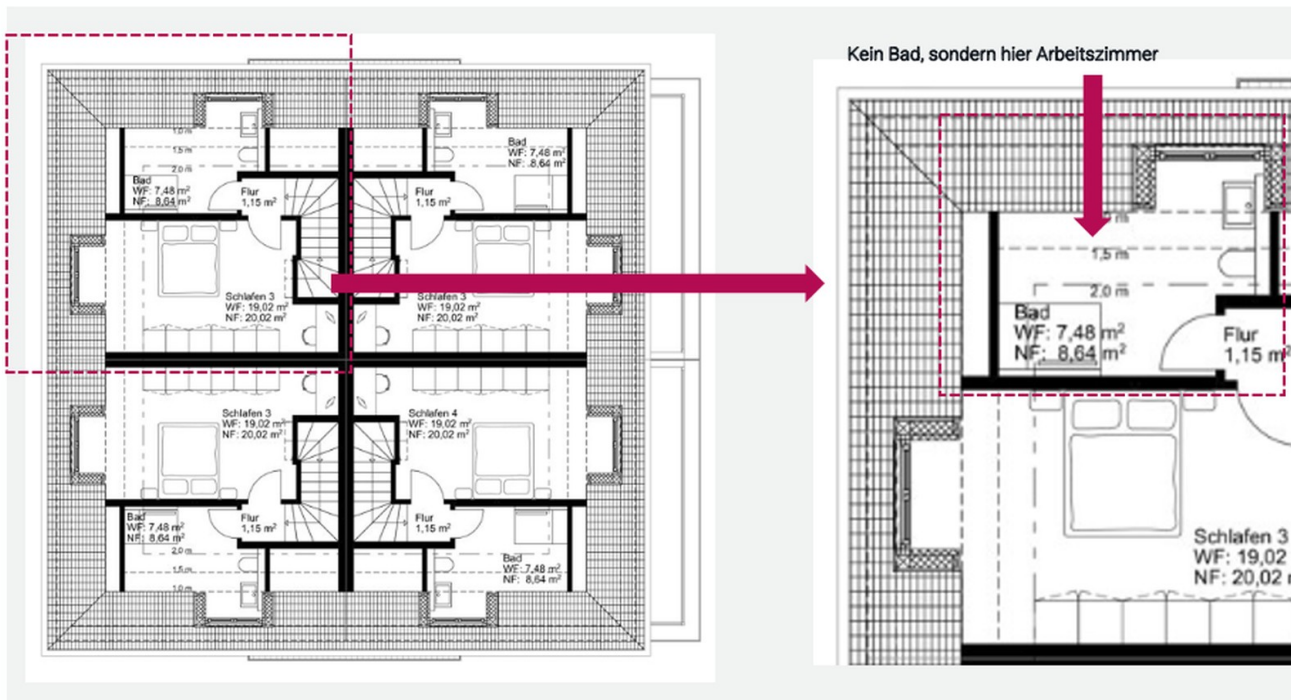 Kein Bad, sondern hier Arbeitszimmer
1,0 m
1,5 m
2,0 m
Bad
WF: 7,48 m²
NF: 8,64 m²
Flur
1,15 m²
Schlafen 3
WF: 19,02 m²
NF: 20,02 m²
Bad
WF: 7,48 m²
NF: 8,64 m²
Flur
1,15 m²
Schlafen 3
WF: 19,02 m²
NF: 20,02 m²
Schlafen 3
WF: 19,02 m²
NF: 20,02 m²
Flur
1,15 m²
Bad
WF: 7,48 m²
NF: 8,64 m²
2,0 m
1,5 m
1,0 m
Schlafen 4
WF: 19,02 m²
NF: 20,02 m²
Flur
1,15 m²
Bad
WF: 7,48 m²
NF: 8,64 m²
m
1,5 m
2,0 m
Bad
WF: 7,48 m²
NF: 8,64 m²
Flur
1,15 m²
Schlafen 3
WF: 19,02
NF: 20,02